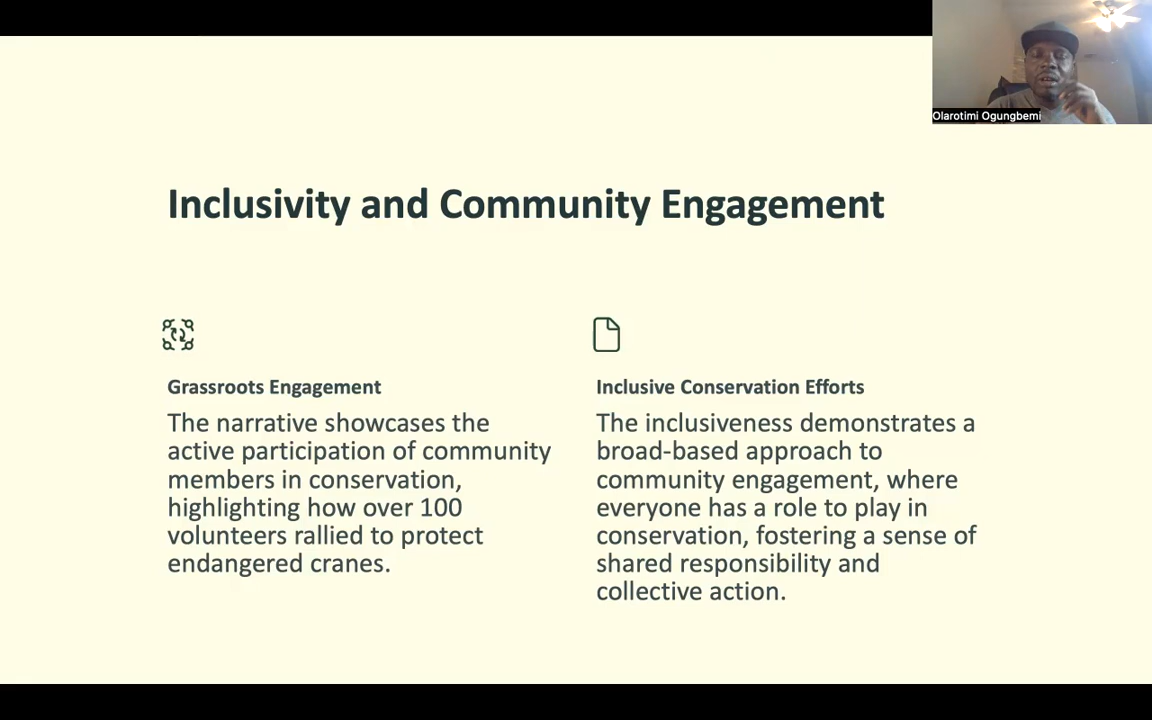 Olarotimi Ogungbemi
Inclusivity and Community Engagement
Grassroots Engagement
The narrative showcases the
active participation of community
members in conservation,
highlighting how over 100
volunteers rallied to protect
endangered cranes.
Inclusive Conservation Efforts
The inclusiveness demonstrates a
broad-based approach to
community engagement, where
everyone has a role to play in
conservation, fostering a sense of
shared responsibility and
collective action.